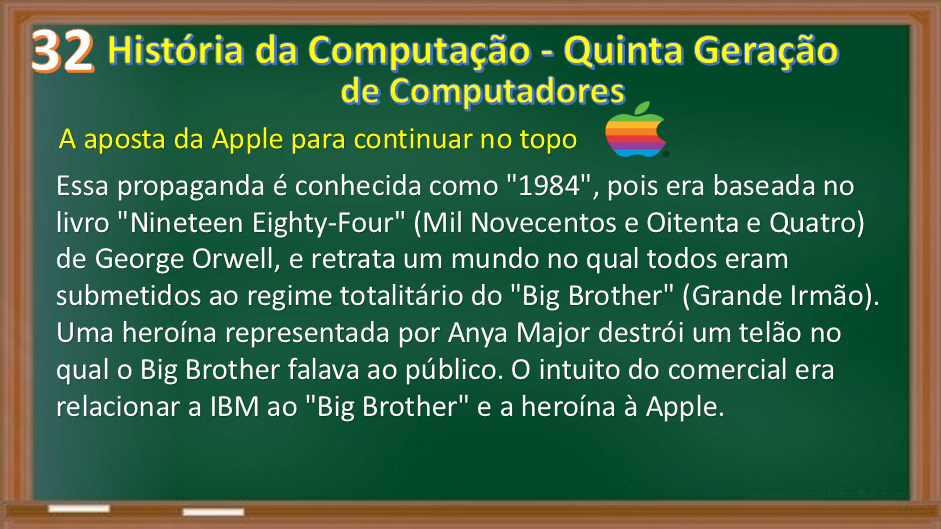 32 História da Computação - Quinta Geração
de Computadores
A aposta da Apple para continuar no topo
Essa propaganda é conhecida como "1984", pois era baseada no
livro "Nineteen Eighty-Four" (Mil Novecentos e Oitenta e Quatro)
de George Orwell, e retrata um mundo no qual todos eram
submetidos ao regime totalitário do "Big Brother" (Grande Irmão).
Uma heroína representada por Anya Major destrói um telão no
qual o Big Brother falava ao público. O intuito do comercial era
relacionar a IBM ao "Big Brother" e a heroína à Apple.